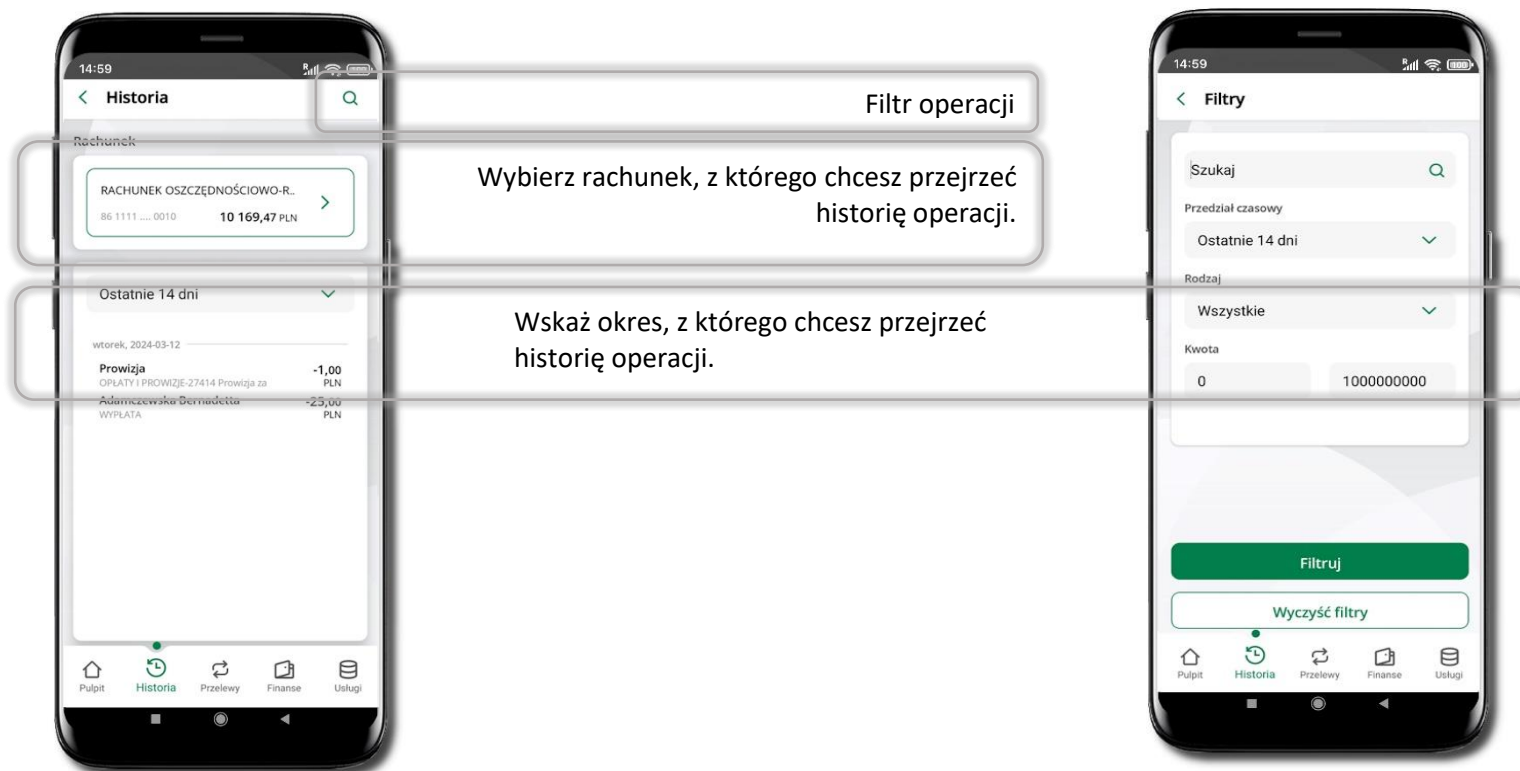 14:59
Historia
Rachunek
RACHUNEK OSZCZĘDNOŚCIOWO-R..
86 1111 .... 0010 10 169,47 PLN
Ostatnie 14 dni
wtorek, 2024-03-12
Prowizja -1,00
OPŁATY I PROWIZJE-27414 Prowizja za PLN
Adamczewska Bernadetta -25,00
WYPŁATA PLN
Pulpit Historia Przelewy Finanse Usługi
Filtr operacji
Wybierz rachunek, z którego chcesz przejrzeć
historię operacji.
Wskaż okres, z którego chcesz przejrzeć
historię operacji.
14:59
Filtry
Szukaj
Przedział czasowy
Ostatnie 14 dni
Rodzaj
Wszystkie
Kwota
0 1000000000
Filtruj
Wyczyść filtry
Pulpit Historia Przelewy Finanse Usługi